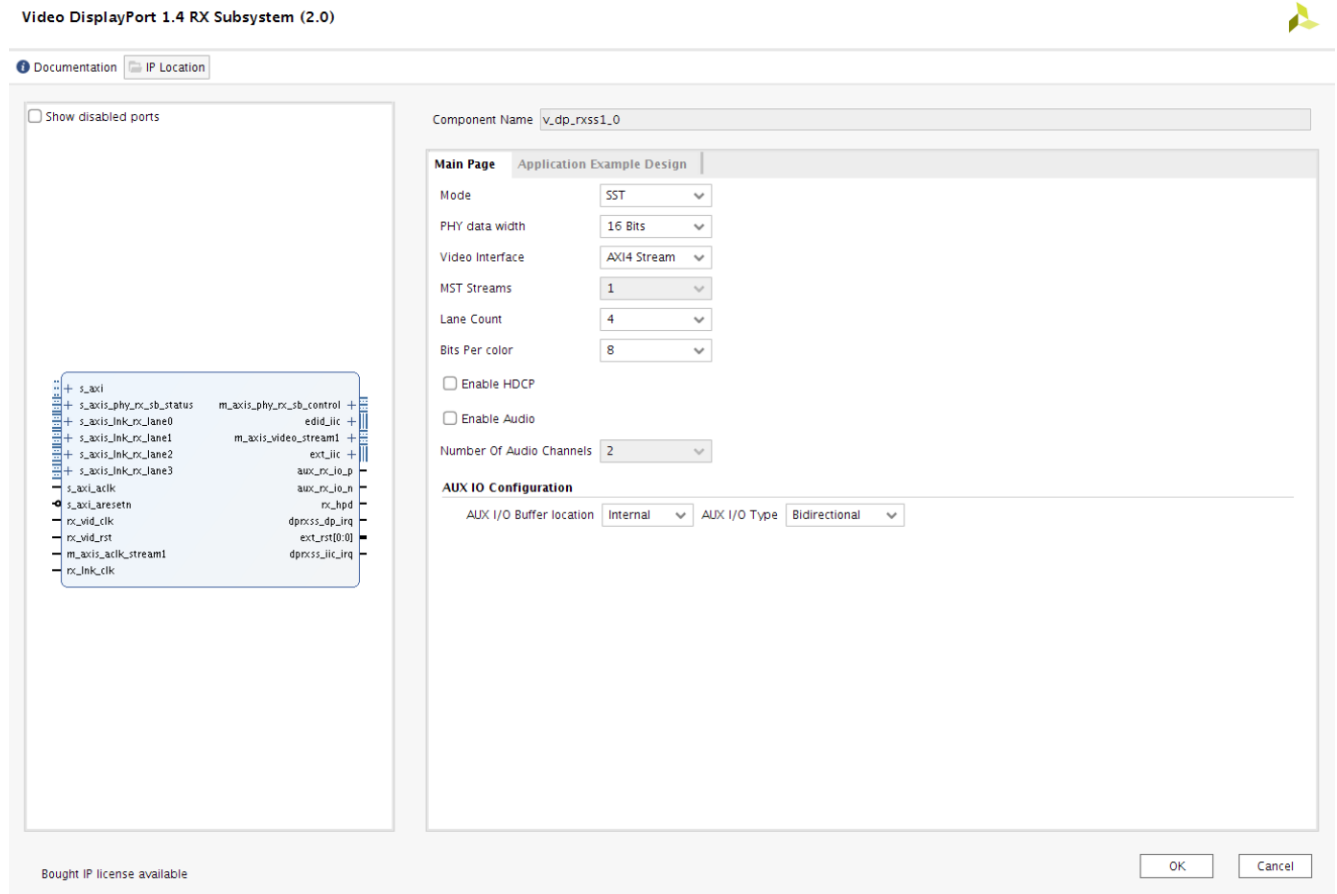 Video DisplayPort 1.4 RX Subsystem (2.0)
Documentation IP Location
Show disabled ports
s_axi
s_axis_phy_rx_sb_status m_axis_phy_rx_sb_control
s_axis_lnk_rx_lane0 edid_iic
s_axis_lnk_rx_lane1 m_axis_video_stream1
s_axis_lnk_rx_lane2 ext_iic
s_axis_lnk_rx_lane3 aux_rx_io_p
s_axi_aclk aux_rx_io_n
s_axi_aresetn rx_hpd
rx_vid_clk dprxss_dp_irq
rx_vid_rst ext_rst[0:0]
m_axis_aclk_stream1 dprxss_iic_irq
rx_lnk_clk
Component Name v_dp_rxss1_0
Main Page Application Example Design
Mode SST
PHY data width 16 Bits
Video Interface AXI4 Stream
MST Streams 1
Lane Count 4
Bits Per color 8
Enable HDCP
Enable Audio
Number Of Audio Channels 2
AUX IO Configuration
AUX I/O Buffer location Internal AUX I/O Type Bidirectional
Bought IP license available
OK Cancel